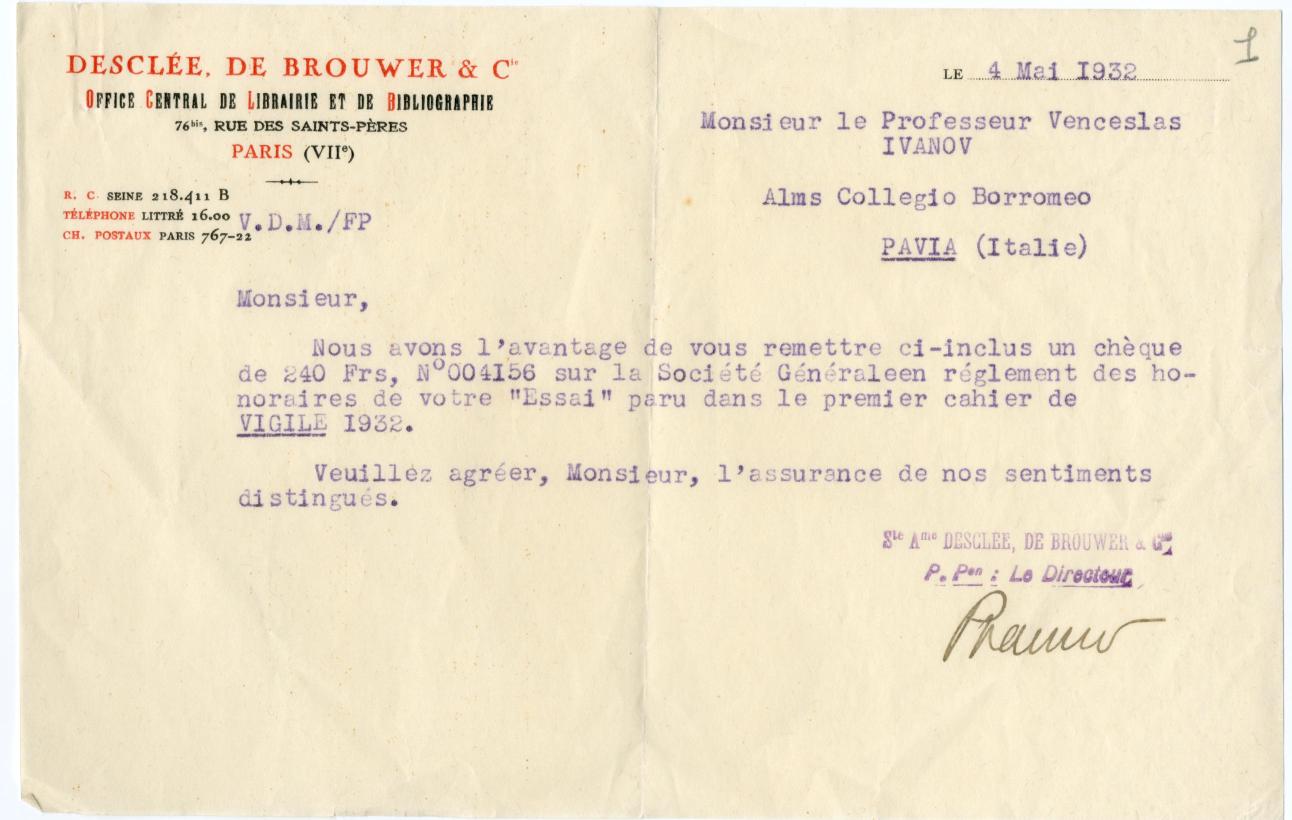 DESCLÉE, DE BROUWER & Cie
OFFICE CENTRAL DE LIBRAIRIE ET DE BIBLIOGRAPHIE
76bis, RUE DES SAINTS-PÈRES
PARIS (VIIe)
R. C. SEINE 218.411 B
TÉLÉPHONE LITTRÉ 16.00
CH. POSTAUX PARIS 767-22
V.D.M./FP
1
LE 4 Mai I932
Monsieur le Professeur Venceslas
IVANOV
Alms Collegio Borromeo
PAVIA (Italie)
Monsieur,
Nous avons l'avantage de vous remettre ci-inclus un chèque
de 240 Frs, N°004I56 sur la Société Généraleen réglement des ho-
noraires de votre "Essai" paru dans le premier cahier de
VIGILE I932.
Veuillez agréer, Monsieur, l'assurance de nos sentiments
distingués.
Sté Ame DESCLÉE, DE BROUWER & Cie
P. Pon : Le Directeur